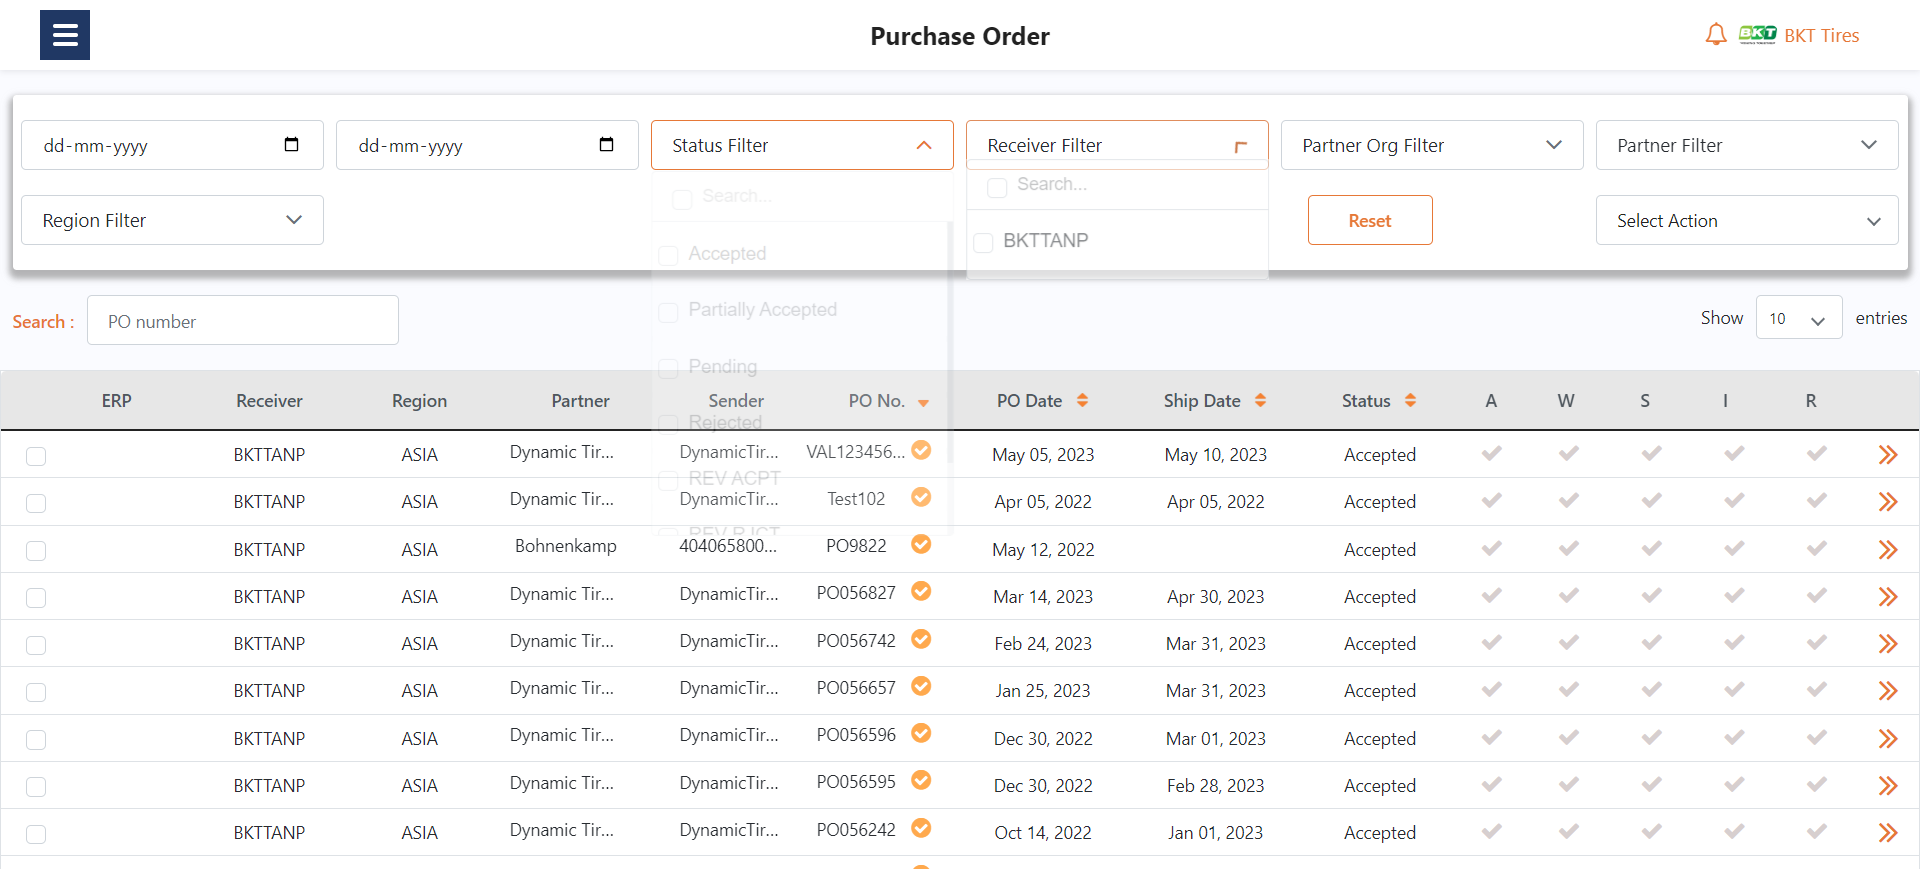 Purchase Order
BKT BKT Tires
dd-mm-yyyy dd-mm-yyyy Status Filter Receiver Filter Partner Org Filter Partner Filter
Search... Search...
Region Filter Reset Select Action
BKTTANP
Accepted
Partially Accepted
Search : PO number Show 10 entries
Pending
ERP Receiver Region Partner Sender PO No. PO Date Ship Date Status A W S I R
Rejected
BKTTANP ASIA Dynamic Tir... DynamicTir... VAL123456... May 05, 2023 May 10, 2023 Accepted
REV ACPT
BKTTANP ASIA Dynamic Tir... DynamicTir... Test102 Apr 05, 2022 Apr 05, 2022 Accepted
REV RJCT
BKTTANP ASIA Bohnenkamp 404065800... PO9822 May 12, 2022 Accepted
BKTTANP ASIA Dynamic Tir... DynamicTir... PO056827 Mar 14, 2023 Apr 30, 2023 Accepted
BKTTANP ASIA Dynamic Tir... DynamicTir... PO056742 Feb 24, 2023 Mar 31, 2023 Accepted
BKTTANP ASIA Dynamic Tir... DynamicTir... PO056657 Jan 25, 2023 Mar 31, 2023 Accepted
BKTTANP ASIA Dynamic Tir... DynamicTir... PO056596 Dec 30, 2022 Mar 01, 2023 Accepted
BKTTANP ASIA Dynamic Tir... DynamicTir... PO056595 Dec 30, 2022 Feb 28, 2023 Accepted
BKTTANP ASIA Dynamic Tir... DynamicTir... PO056242 Oct 14, 2022 Jan 01, 2023 Accepted